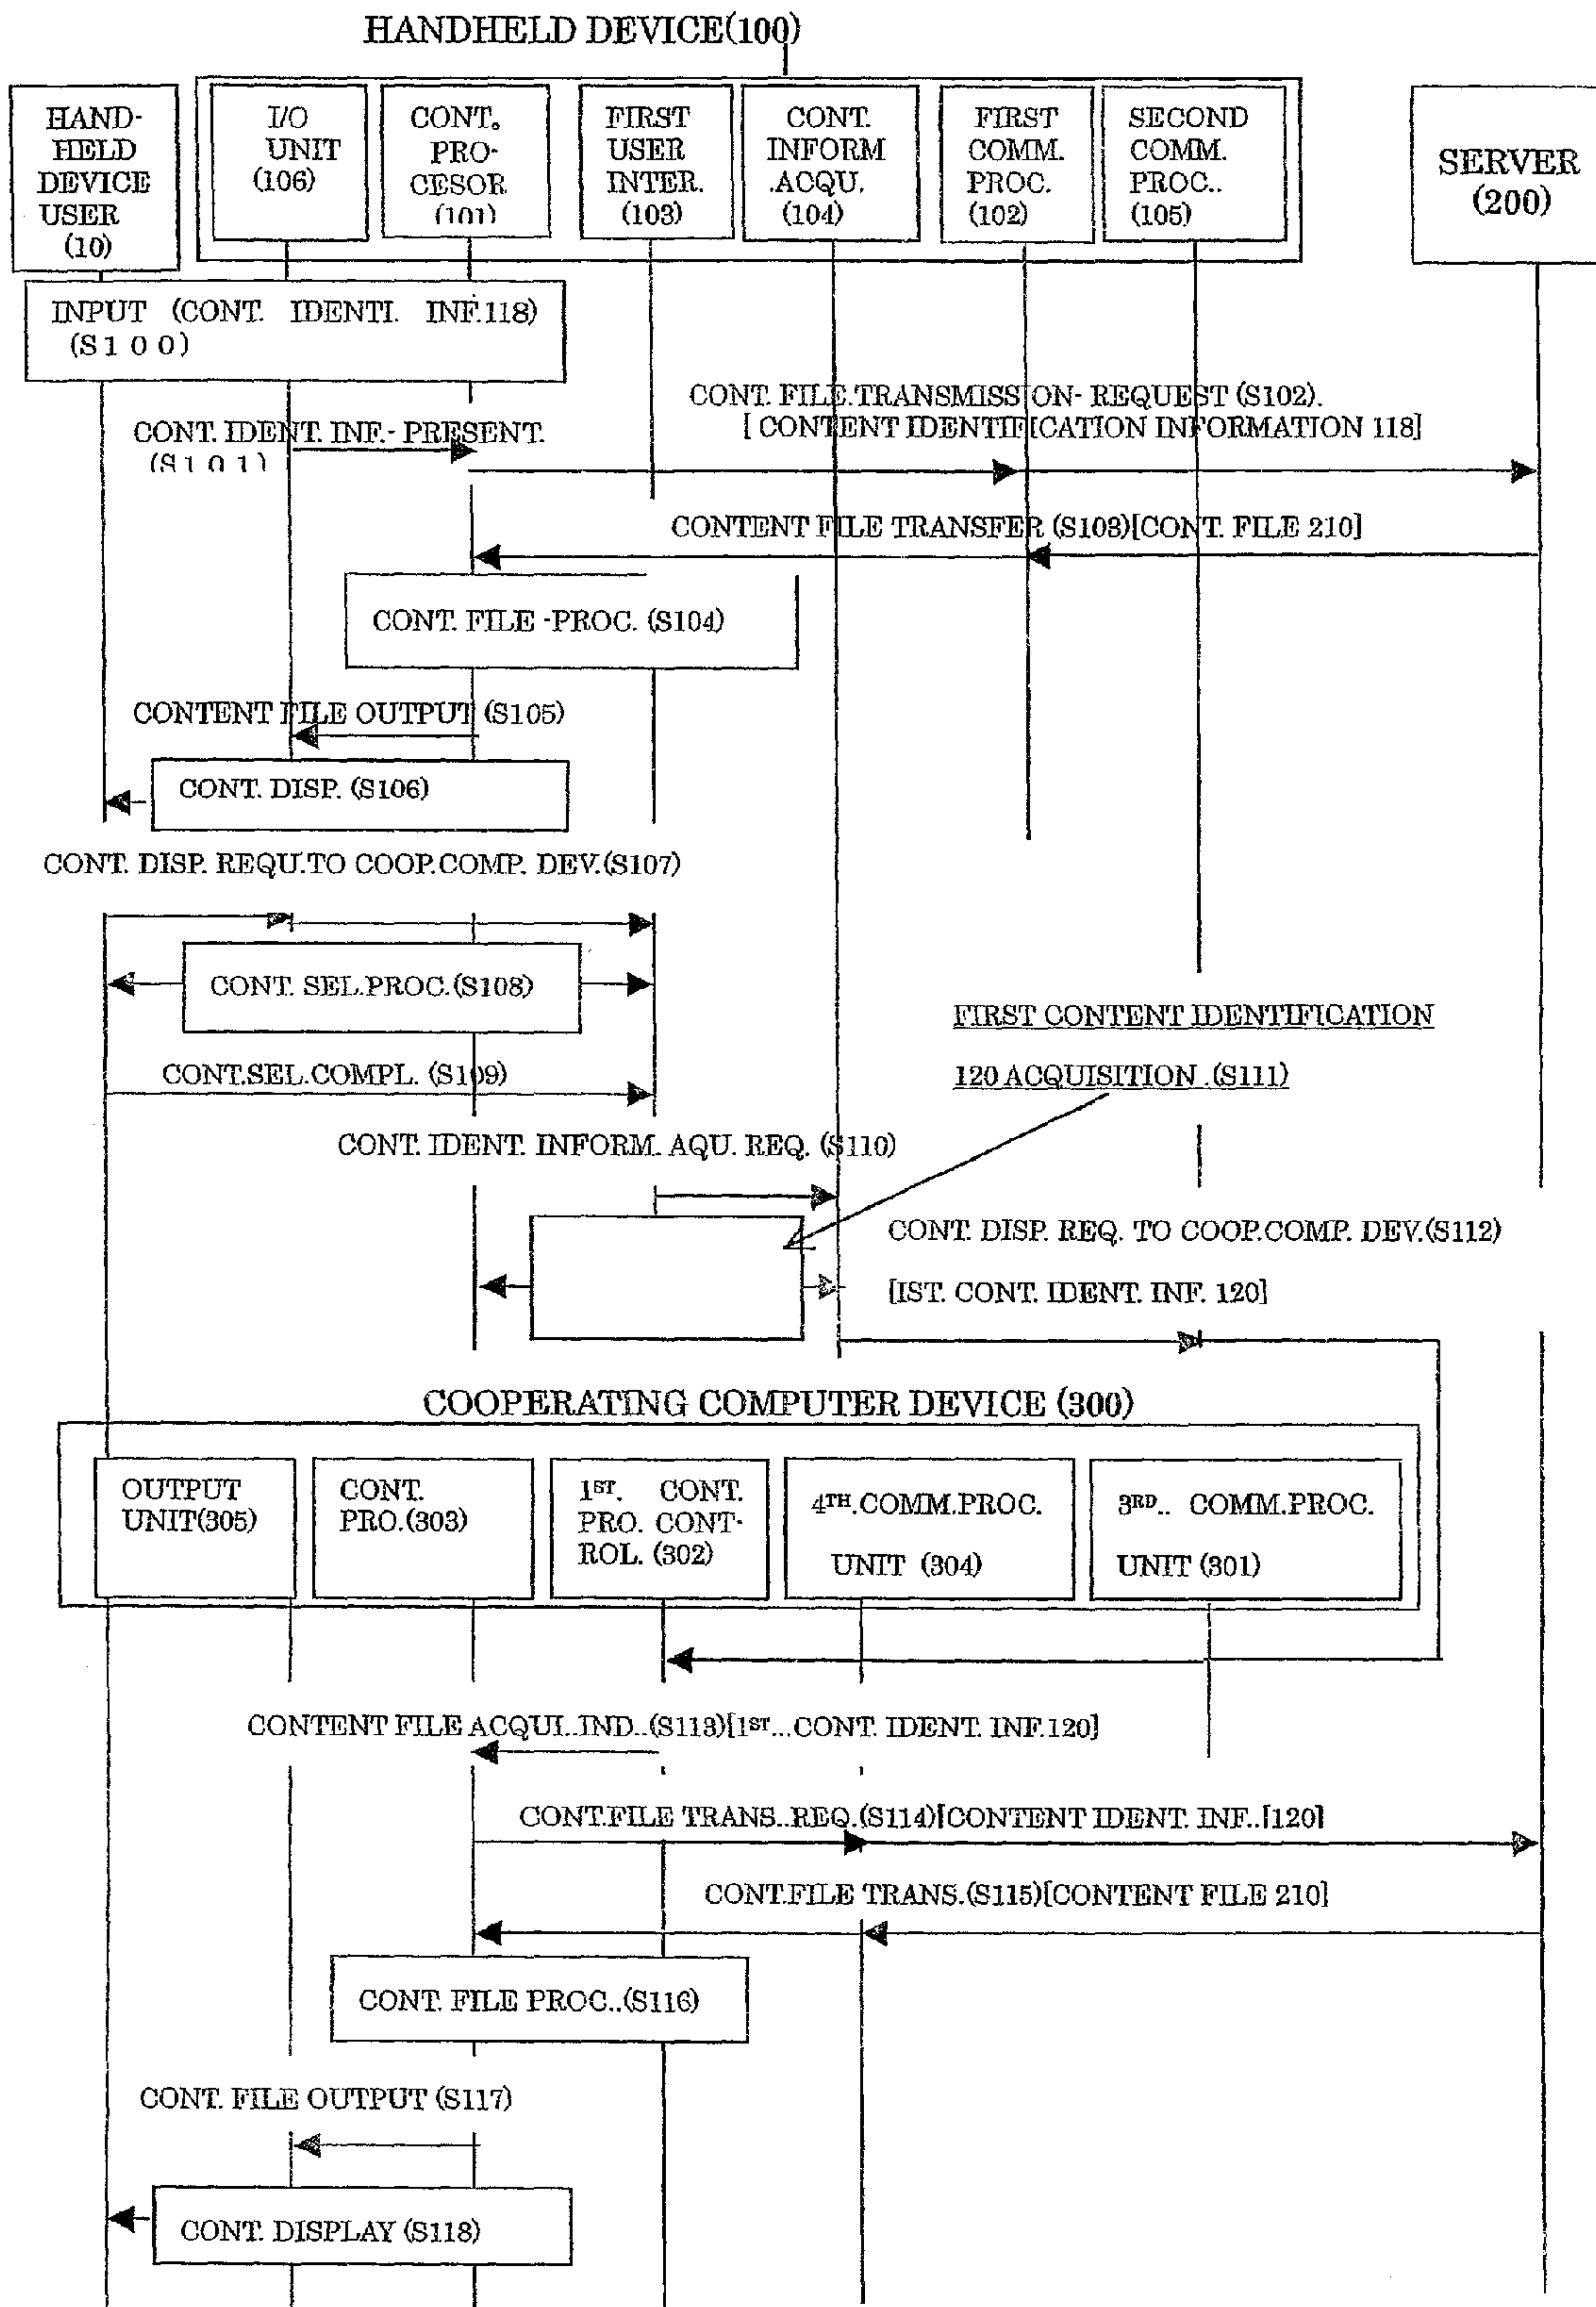 HANDHELD DEVICE(100)
HAND-
HELD
DEVICE
USER
(10)
I/O
UNIT
(106)
CONT.
PRO-
CESOR
(101)
FIRST
USER
INTER.
(103)
CONT.
INFORM
.ACQU.
(104)
FIRST
COMM.
PROC.
(102)
SECOND
COMM.
PROC..
(105)
SERVER
(200)
INPUT (CONT. IDENTI. INF.118)
(S100)
CONT. FILE.TRANSMISSION- REQUEST (S102).
[ CONTENT IDENTIFICATION INFORMATION 118]
CONT. IDENT. INF.- PRESENT.
(S101)
CONTENT FILE TRANSFER (S103)[CONT. FILE 210]
CONT. FILE -PROC. (S104)
CONTENT FILE OUTPUT (S105)
CONT. DISP. (S106)
CONT. DISP. REQU.TO COOP.COMP. DEV.(S107)
CONT. SEL.PROC.(S108)
FIRST CONTENT IDENTIFICATION
120 ACQUISITION .(S111)
CONT.SEL.COMPL. (S109)
CONT. IDENT. INFORM. AQU. REQ. (S110)
CONT. DISP. REQ. TO COOP.COMP. DEV.(S112)
[IST. CONT. IDENT. INF. 120]
COOPERATING COMPUTER DEVICE (300)
OUTPUT
UNIT(305)
CONT.
PRO.(303)
1ST. CONT.
PRO. CONT-
ROL. (302)
4TH.COMM.PROC.
UNIT (304)
3RD.. COMM.PROC.
UNIT (301)
CONTENT FILE ACQUI..IND..(S113)[1ST...CONT. IDENT. INF.120]
CONT.FILE TRANS..REQ.(S114)[CONTENT IDENT. INF..[120]
CONT.FILE TRANS.(S115)[CONTENT FILE 210]
CONT. FILE PROC..(S116)
CONT. FILE OUTPUT (S117)
CONT. DISPLAY (S118)